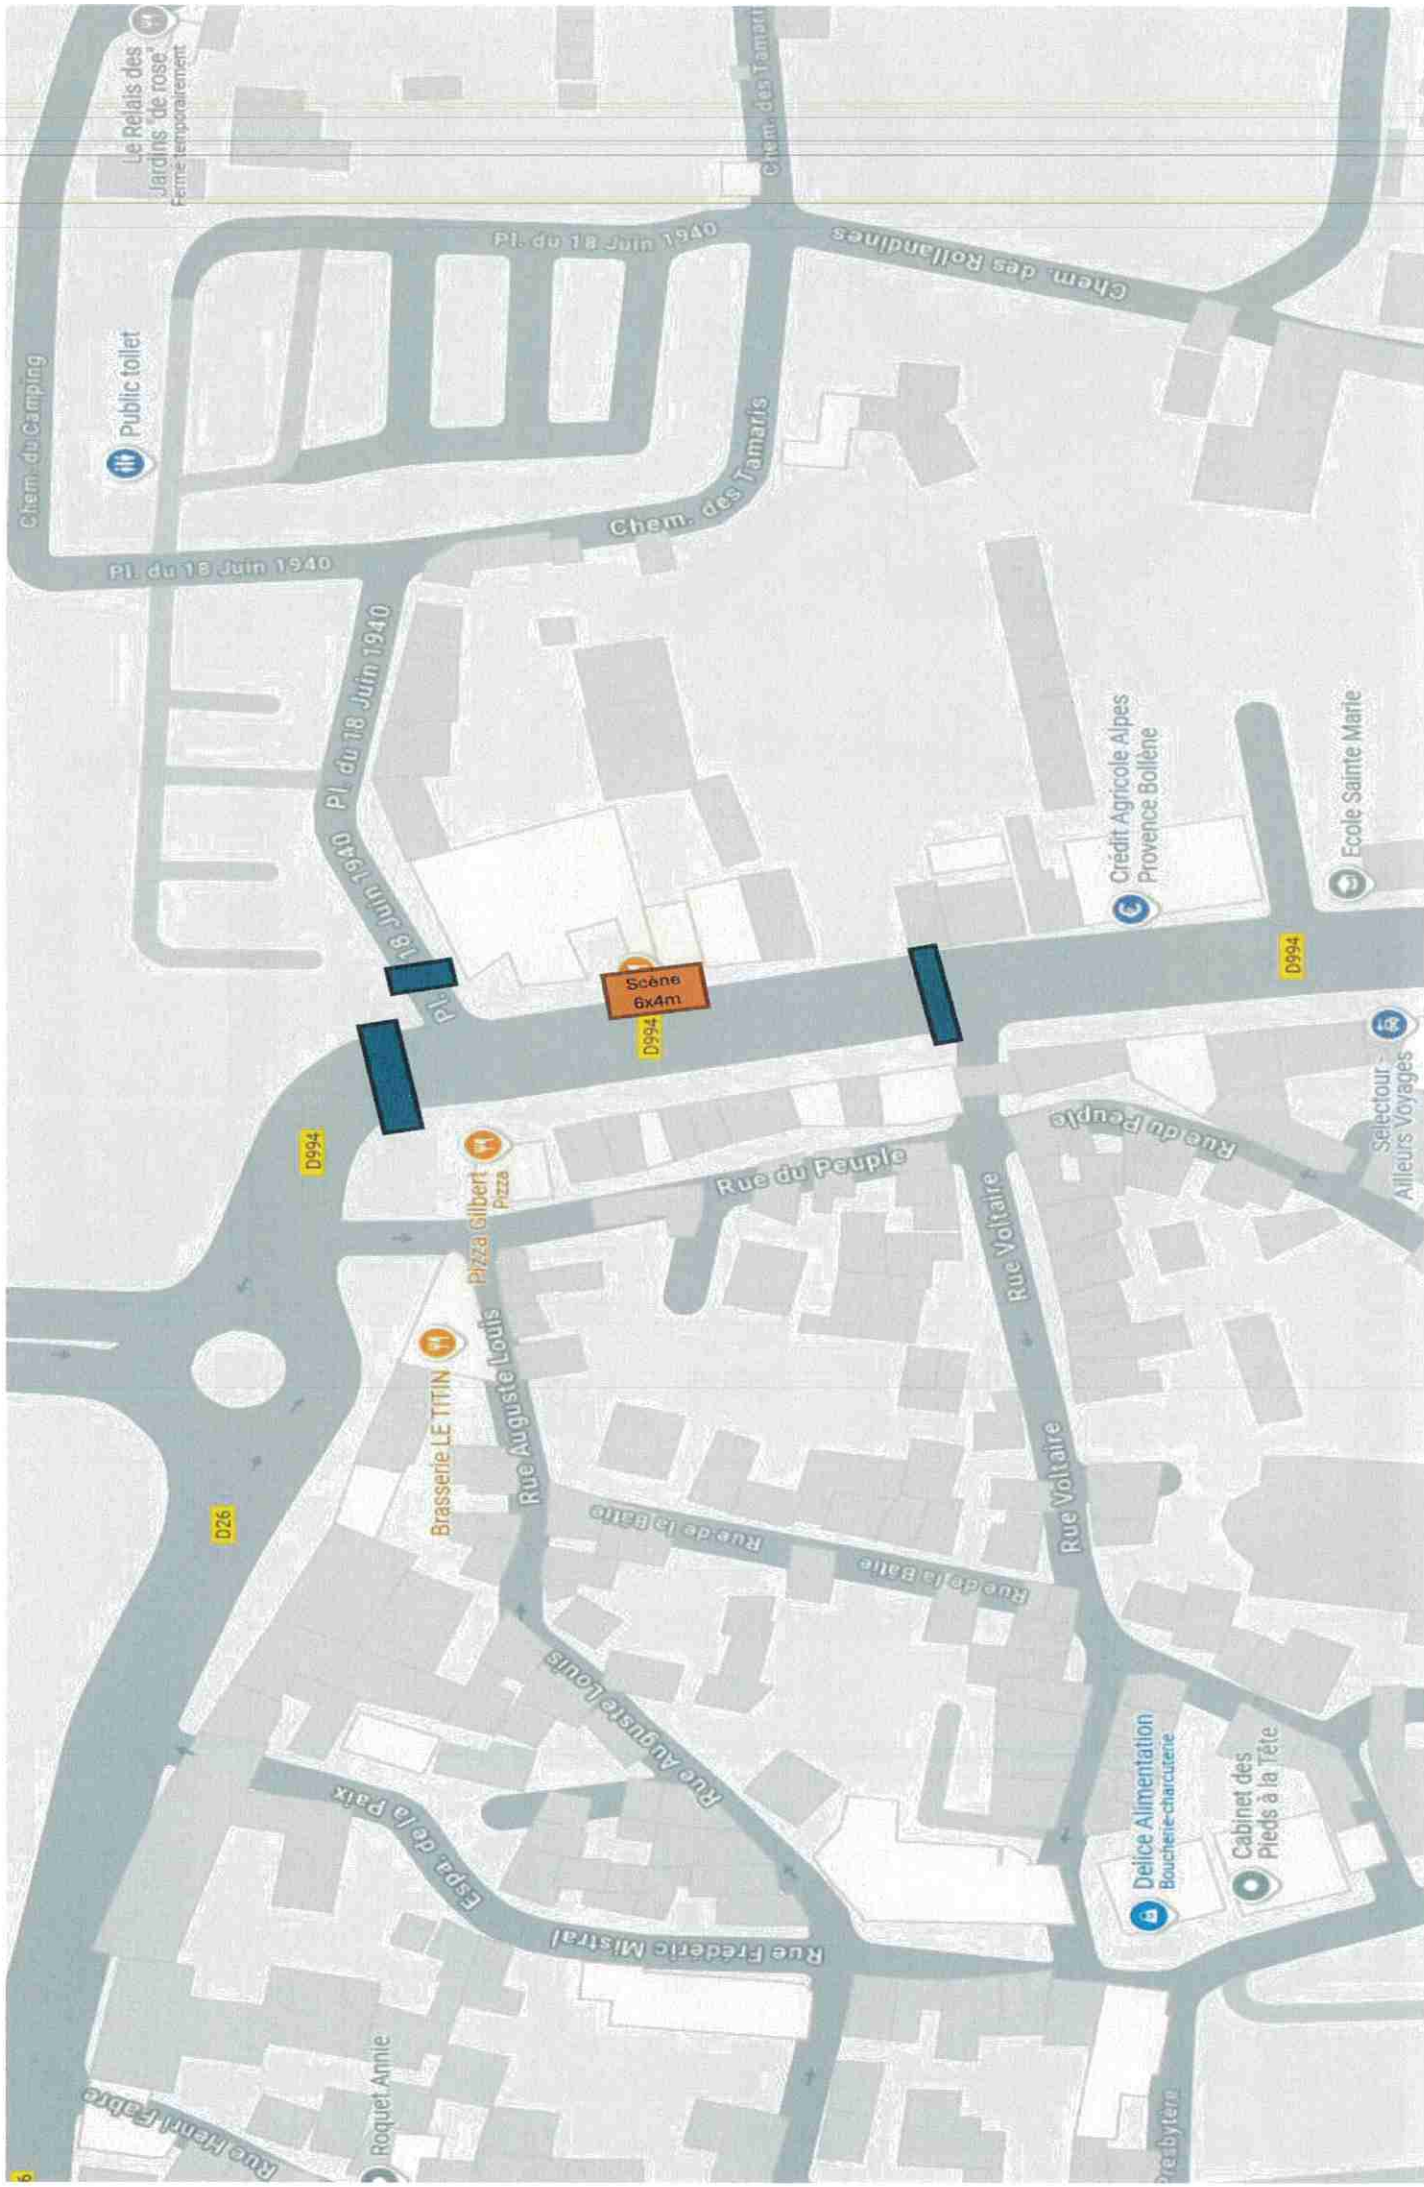 Le Relais des
Jardins "de rose"
Fermé temporairement
Chem. des Tamari
Pl. du 18 Juin 1940
Chem. des Rollandines
Chem. du Camping
Public toilet
Chem. des Tamaris
Pl. du 18 Juin 1940
Pl. du 18 Juin 1940
18 Juin 1940
Pl.
Crédit Agricole Alpes
Provence Bollène
Ecole Sainte Marie
Scène
6x4m
D994
D994
D994
Selectour -
Ailleurs Voyages
Pizza Gilbert
Pizza
Rue du Peuple
Rue du Peuple
Rue Voltaire
Brasserie LE TITIN
Rue Auguste Louis
D26
Rue de la Bâtie
Rue de la Bâtie
Rue Voltaire
Rue Auguste Louis
Espa. de la Paix
Rue Frédéric Mistral
Delice Alimentation
Boucherie-charcuterie
Cabinet des
Pieds à la Tête
Roquet Annie
Rue Henri Fabre
Presbytère
6